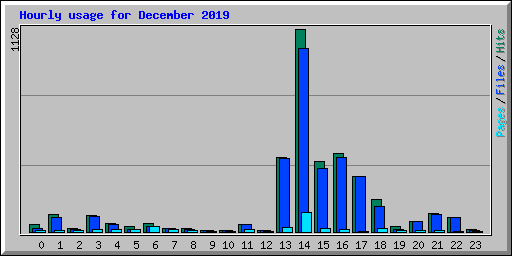 Hourly usage for December 2019
1128
Pages/Files/Hits
0 1 2 3 4 5 6 7 8 9 10 11 12 13 14 15 16 17 18 19 20 21 22 23